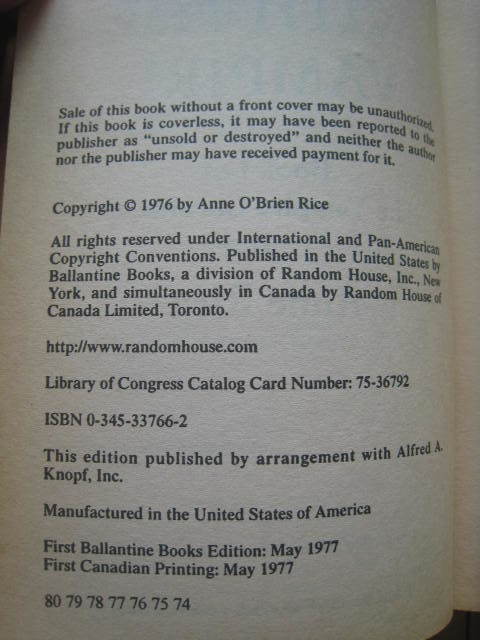 Sale of this book without a front cover may be unauthorized.
If this book is coverless, it may have been reported to the
publisher as “unsold or destroyed” and neither the author
nor the publisher may have received payment for it.
Copyright © 1976 by Anne O’Brien Rice
All rights reserved under International and Pan-American
Copyright Conventions. Published in the United States by
Ballantine Books, a division of Random House, Inc., New
York, and simultaneously in Canada by Random House of
Canada Limited, Toronto.
http://www.randomhouse.com
Library of Congress Catalog Card Number: 75-36792
ISBN 0-345-33766-2
This edition published by arrangement with Alfred A.
Knopf, Inc.
Manufactured in the United States of America
First Ballantine Books Edition: May 1977
First Canadian Printing: May 1977
80 79 78 77 76 75 74